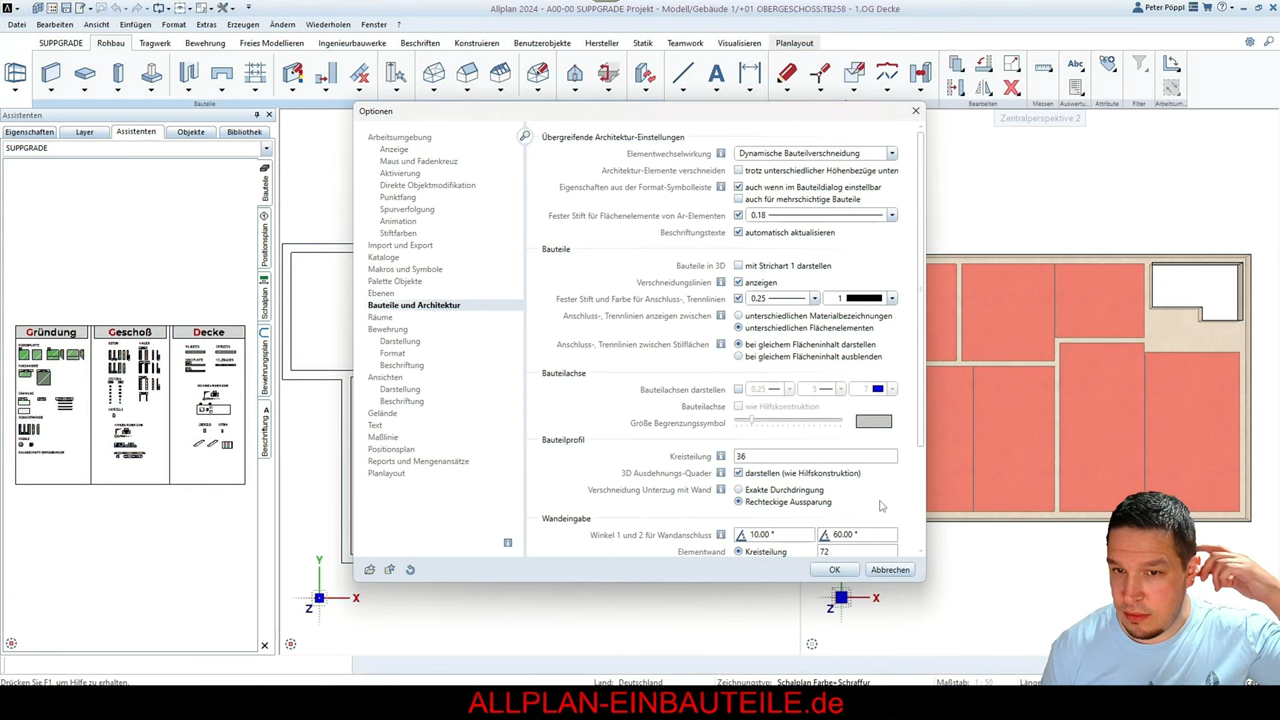 Allplan 2024 - A00-00 SUPPGRADE Projekt - Modell/Gebäude 1/+01 OBERGESCHOSS:TB258 - 1.OG Decke
Peter Pöppl
Datei Bearbeiten Ansicht Einfügen Format Extras Erzeugen Ändern Wiederholen Fenster ?
SUPPGRADE Rohbau Tragwerk Bewehrung Freies Modellieren Ingenieurbauwerke Beschriften Konstruieren Benutzerobjekte Hersteller Statik Teamwork Visualisieren Planlayout
Abc
Bauteile Bearbeiten Messen Auswertu... Attribute Filter Arbeitsum...
Assistenten
Eigenschaften Layer Assistenten Objekte Bibliothek
SUPPGRADE
Bauteile
Positionsplan
Schalplan
Bewehrungsplan
Beschriftung
Gründung Geschoß Decke
Zentralperspektive:2
Optionen
Arbeitsumgebung
Anzeige
Maus und Fadenkreuz
Aktivierung
Direkte Objektmodifikation
Punktfang
Spurverfolgung
Animation
Stiftfarben
Import und Export
Kataloge
Makros und Symbole
Palette Objekte
Ebenen
Bauteile und Architektur
Räume
Bewehrung
Darstellung
Format
Beschriftung
Ansichten
Darstellung
Beschriftung
Gelände
Text
Maßlinie
Positionsplan
Reports und Mengenansätze
Planlayout
Übergreifende Architektur-Einstellungen
Elementwechselwirkung Dynamische Bauteilverschneidung
Architektur-Elemente verschneiden trotz unterschiedlicher Höhenbezüge unten
Eigenschaften aus der Format-Symbolleiste auch wenn im Bauteildialog einstellbar
auch für mehrschichtige Bauteile
Fester Stift für Flächenelemente von Ar-Elementen 0.18
Beschriftungstexte automatisch aktualisieren
Bauteile
Bauteile in 3D mit Strichart 1 darstellen
Verschneidungslinien anzeigen
Fester Stift und Farbe für Anschluss-, Trennlinien 0.25 1
Anschluss-, Trennlinien anzeigen zwischen unterschiedlichen Materialbezeichnungen
unterschiedlichen Flächenelementen
Anschluss-, Trennlinien zwischen Stilflächen bei gleichem Flächeninhalt darstellen
bei gleichem Flächeninhalt ausblenden
Bauteilachse
Bauteilachsen darstellen 0.25 5 7
Bauteilachse wie Hilfskonstruktion
Größe Begrenzungssymbol
Bauteilprofil
Kreisteilung 36
3D Ausdehnungs-Quader darstellen (wie Hilfskonstruktion)
Verschneidung Unterzug mit Wand Exakte Durchdringung
Rechteckige Aussparung
Wandeingabe
Winkel 1 und 2 für Wandanschluss 10.00 ° 60.00 °
Elementwand Kreisteilung 72
OK Abbrechen
Y
X
Z
X
Z
Drücken Sie F1, um Hilfe zu erhalten.
Land: Deutschland Zeichnungstyp: Schalplan Farbe+Schraffur Maßstab: 1 : 50
ALLPLAN-EINBAUTEILE.de